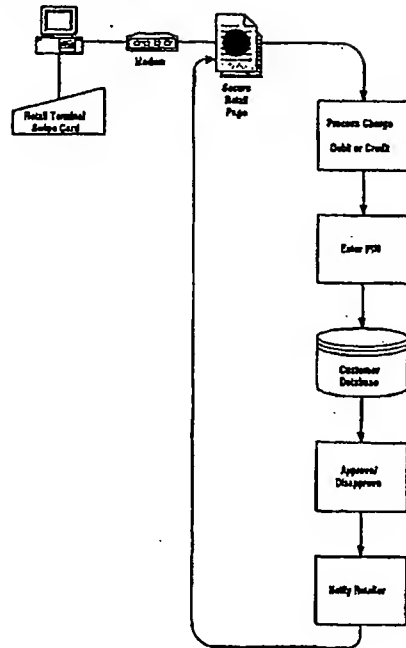 Modem
Retail Terminal
Swipe Card
Secure
Retail
Page
Process Charge
Debit or Credit
Enter PIN
Customer
Database
Approve/
Disapprove
Notify Retailer